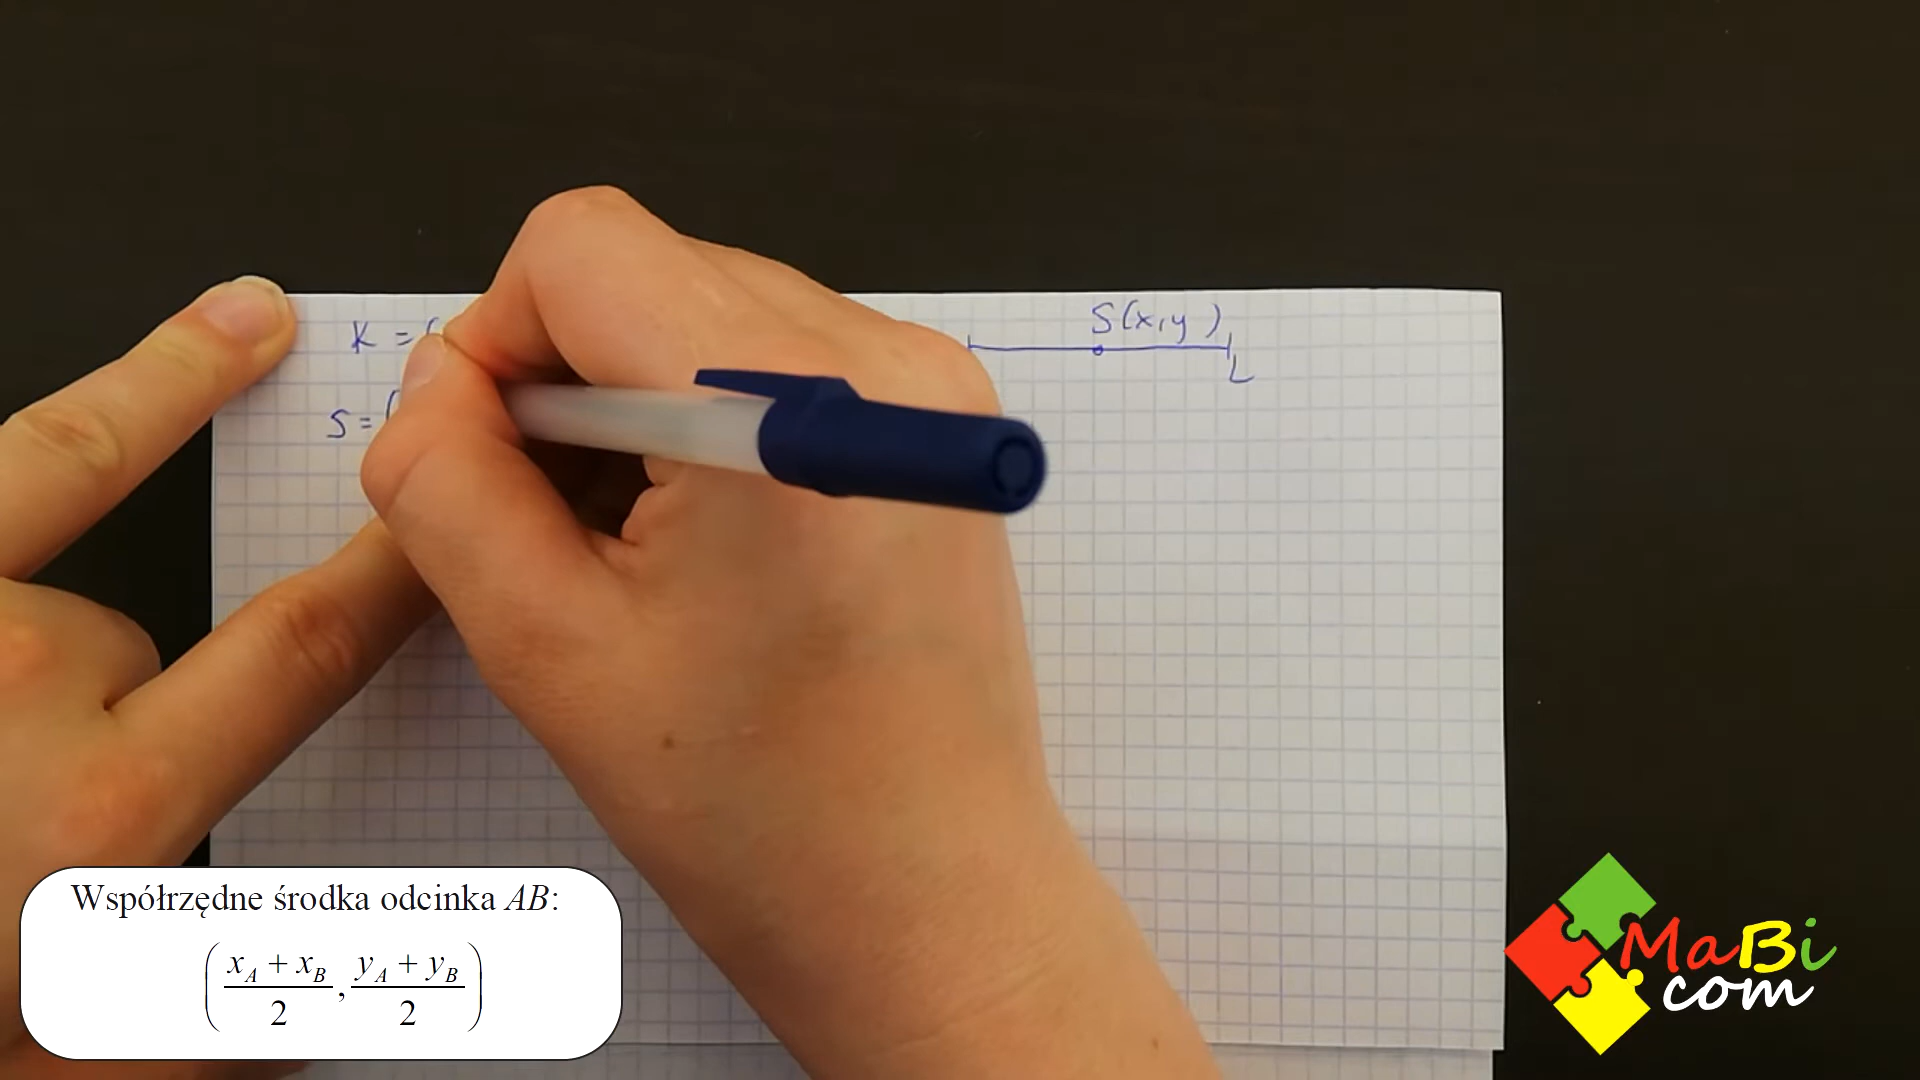 K = (
S(x,y)
L
S = (
Współrzędne środka odcinka AB:
(x_A + x_B / 2, y_A + y_B / 2)
MaBi
com